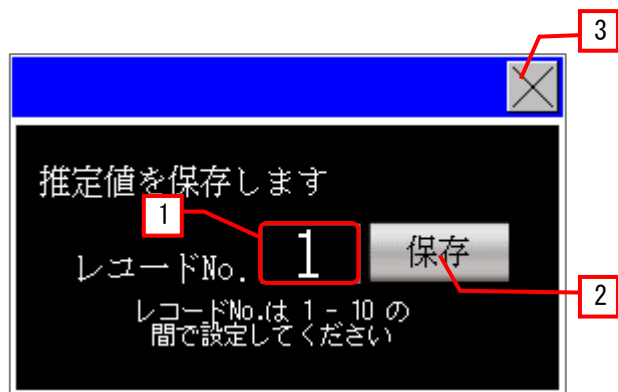 3
推定値を保存します
1
レコードNo. 1 保存
2
レコードNo.は 1 - 10 の
間で設定してください